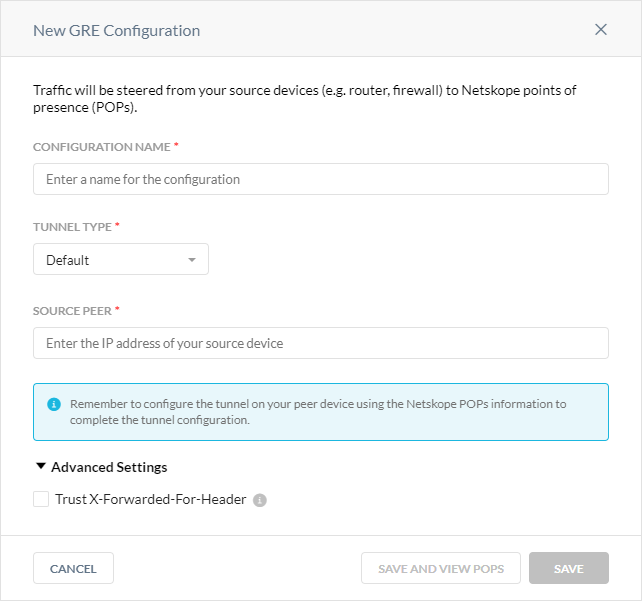 New GRE Configuration
Traffic will be steered from your source devices (e.g. router, firewall) to Netskope points of
presence (POPs).
CONFIGURATION NAME *
Enter a name for the configuration
TUNNEL TYPE *
Default
SOURCE PEER *
Enter the IP address of your source device
Remember to configure the tunnel on your peer device using the Netskope POPs information to
complete the tunnel configuration.
Advanced Settings
Trust X-Forwarded-For-Header
CANCEL
SAVE AND VIEW POPS
SAVE